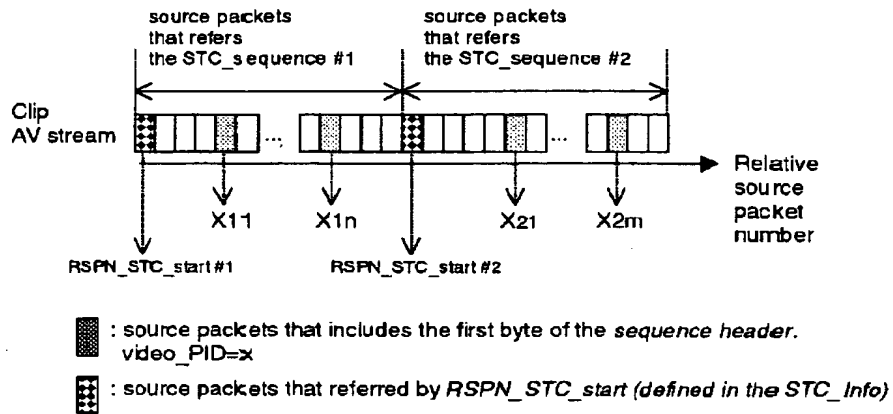 source packets
that refers
the STC_sequence #1
source packets
that refers
the STC_sequence #2
Clip
AV stream
... ...
Relative
source
packet
number
X11 X1n X21 X2m
RSPN_STC_start #1 RSPN_STC_start #2
: source packets that includes the first byte of the sequence header.
video_PID=x
: source packets that referred by RSPN_STC_start (defined in the STC_Info)